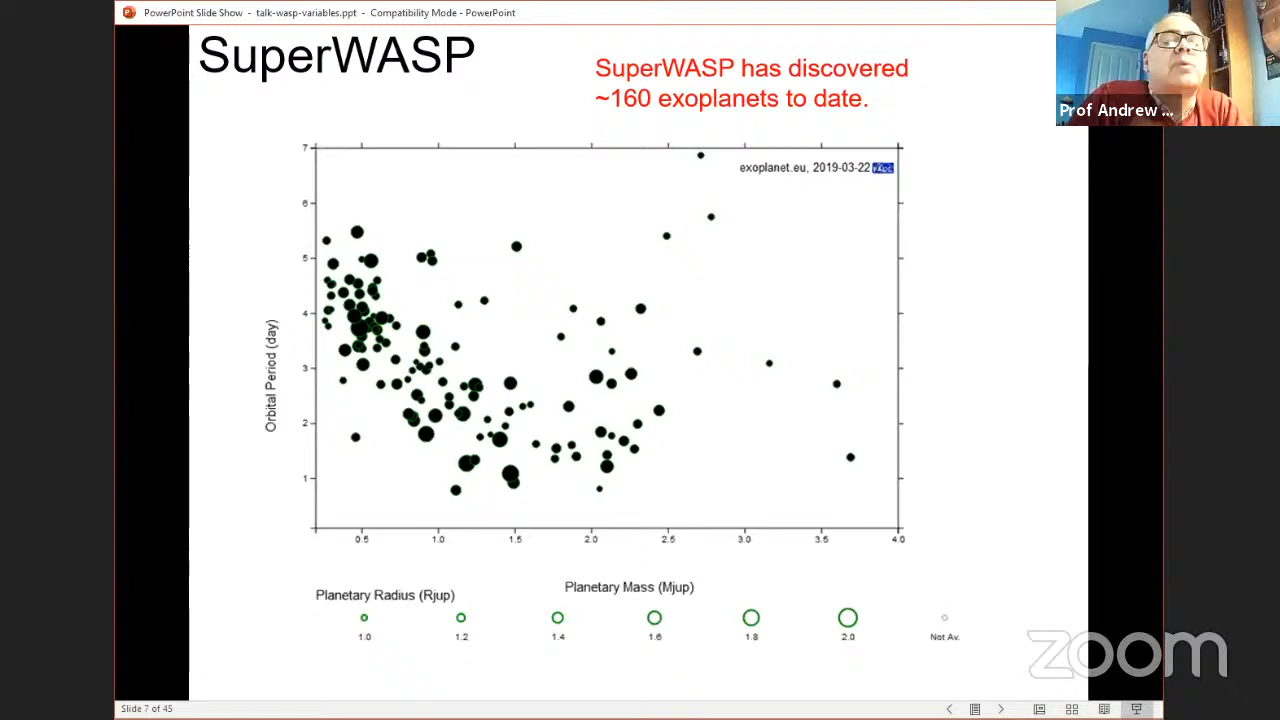 PowerPoint Slide Show - talk-wasp-variables.ppt - Compatibility Mode - PowerPoint
SuperWASP
SuperWASP has discovered
~160 exoplanets to date.
Prof Andrew ...
exoplanet.eu, 2019-03-22
7
6
5
4
3
2
1
Orbital Period (day)
0.5 1.0 1.5 2.0 2.5 3.0 3.5 4.0
Planetary Mass (Mjup)
Planetary Radius (Rjup)
1.0 1.2 1.4 1.6 1.8 2.0 Not Av.
zoom
Slide 7 of 45